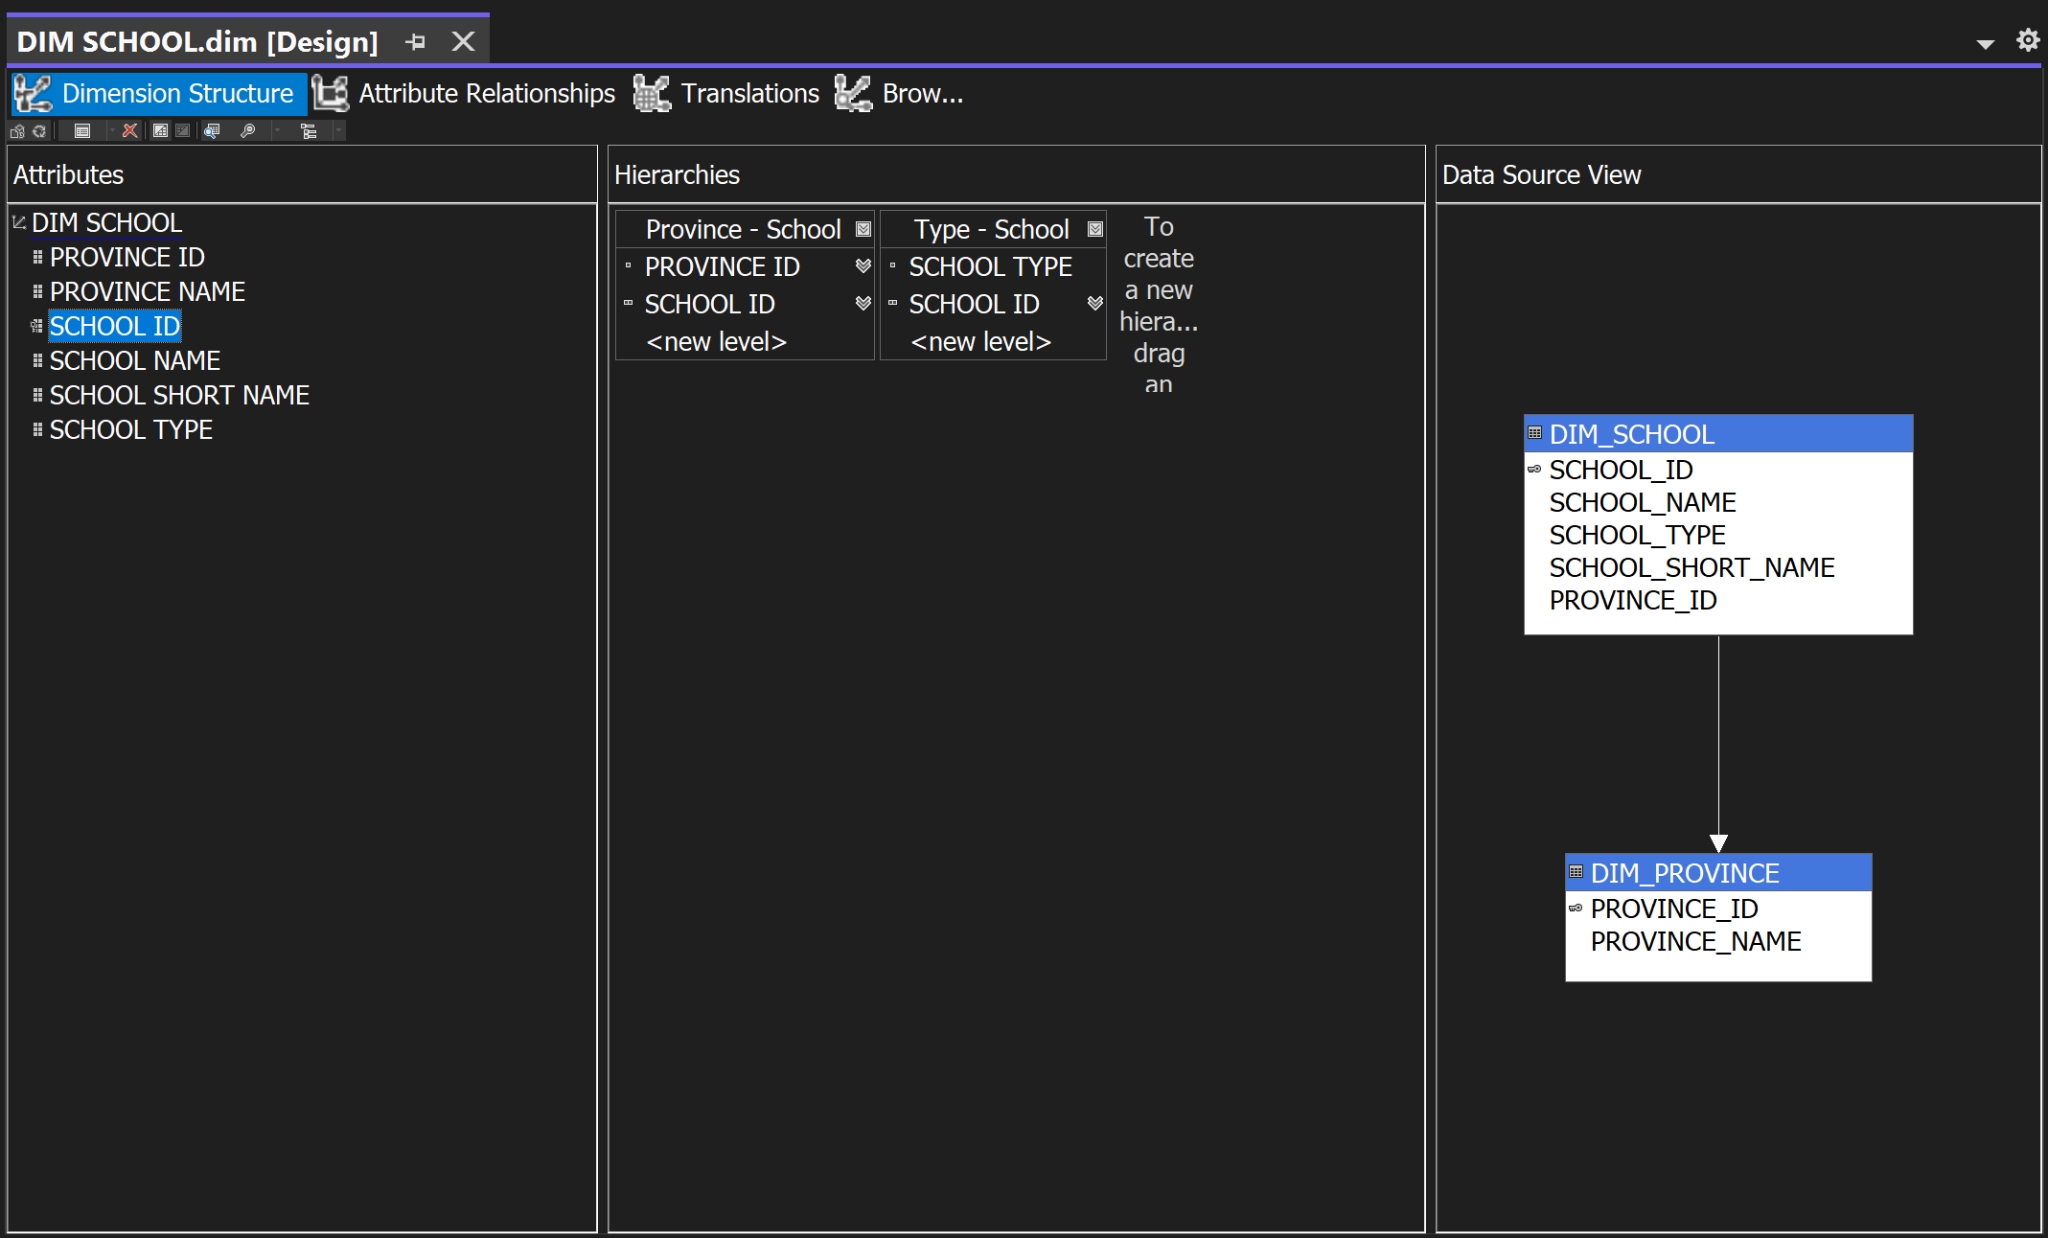 DIM SCHOOL.dim [Design]
Dimension Structure
Attribute Relationships
Translations
Brow...
Attributes
DIM SCHOOL
PROVINCE ID
PROVINCE NAME
SCHOOL ID
SCHOOL NAME
SCHOOL SHORT NAME
SCHOOL TYPE
Hierarchies
Province - School
PROVINCE ID
SCHOOL ID
<new level>
Type - School
SCHOOL TYPE
SCHOOL ID
<new level>
To
create
a new
hiera...
drag
an
Data Source View
DIM_SCHOOL
SCHOOL_ID
SCHOOL_NAME
SCHOOL_TYPE
SCHOOL_SHORT_NAME
PROVINCE_ID
DIM_PROVINCE
PROVINCE_ID
PROVINCE_NAME